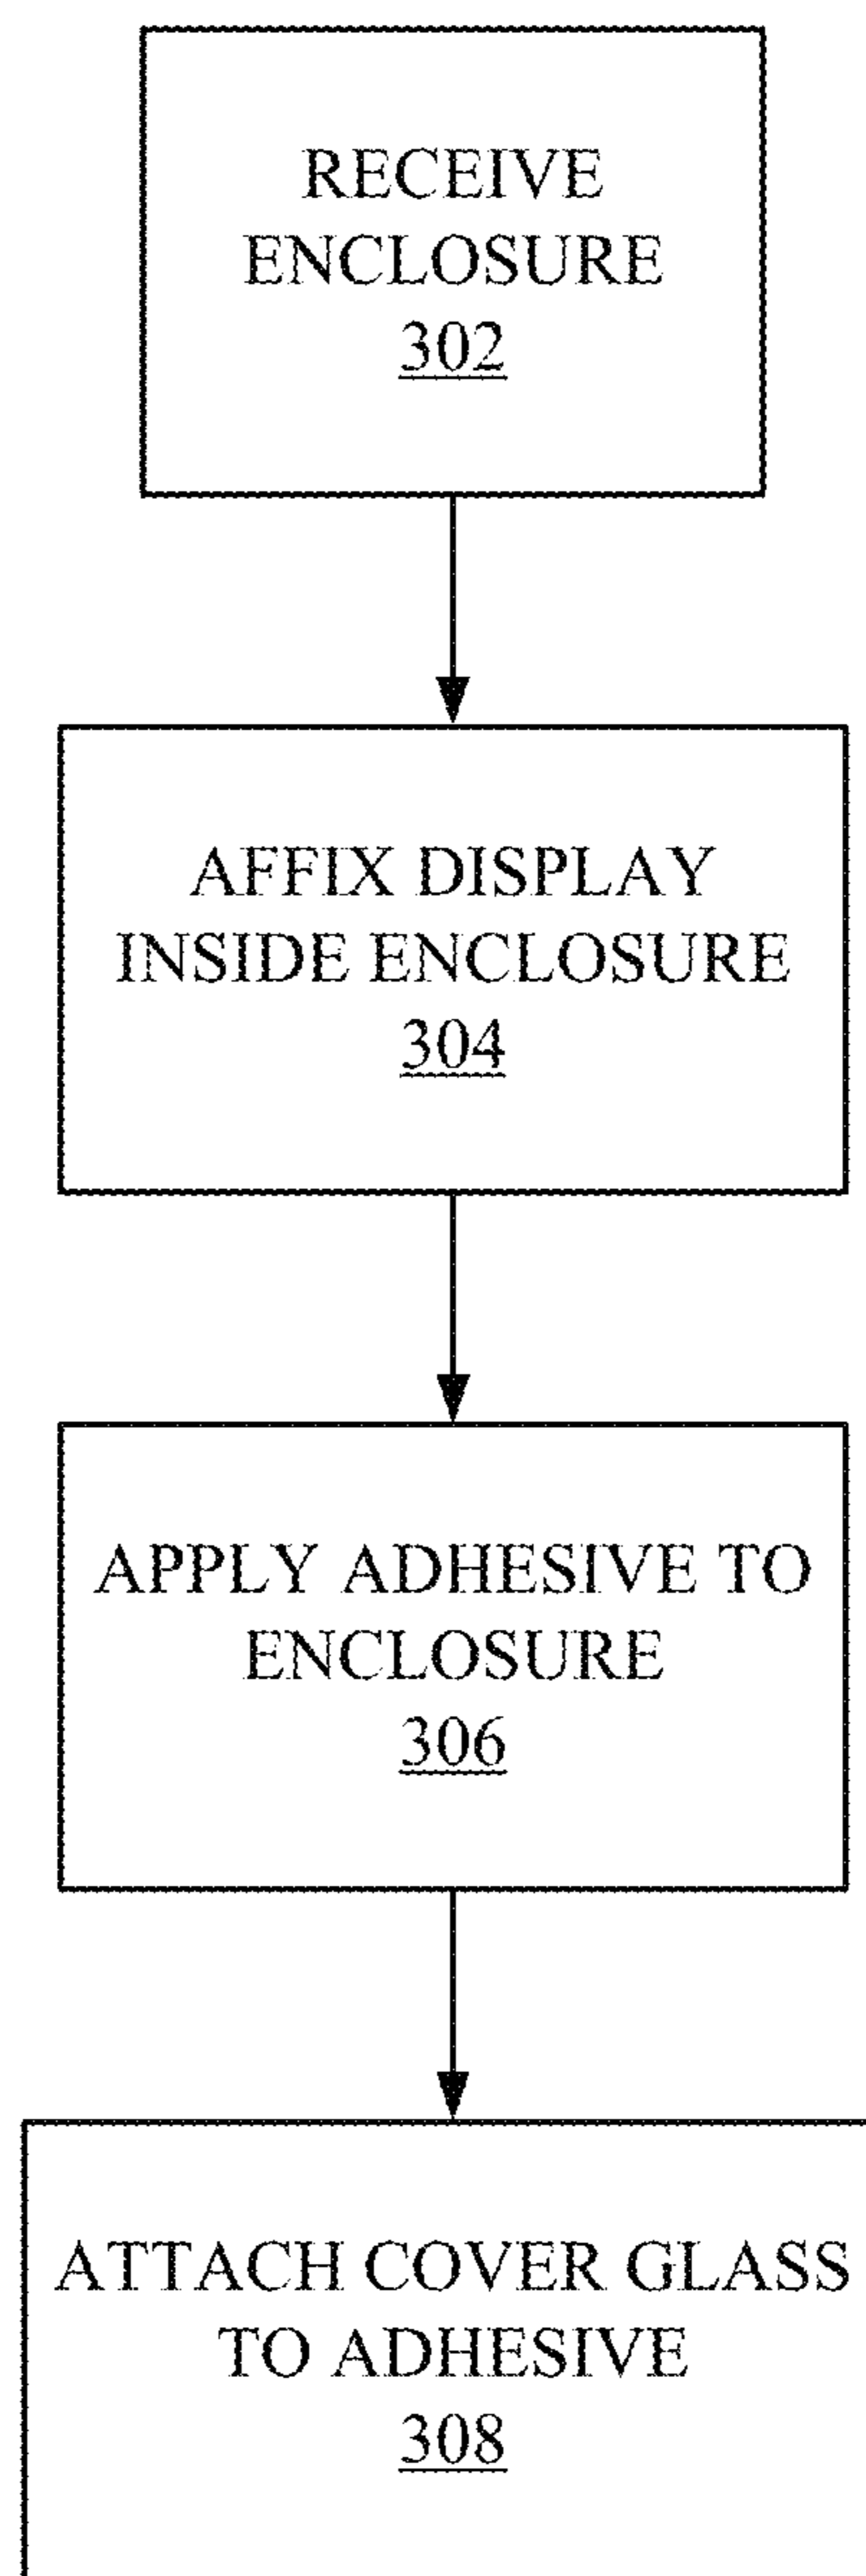 RECEIVE
ENCLOSURE
302
AFFIX DISPLAY
INSIDE ENCLOSURE
304
APPLY ADHESIVE TO
ENCLOSURE
306
ATTACH COVER GLASS
TO ADHESIVE
308